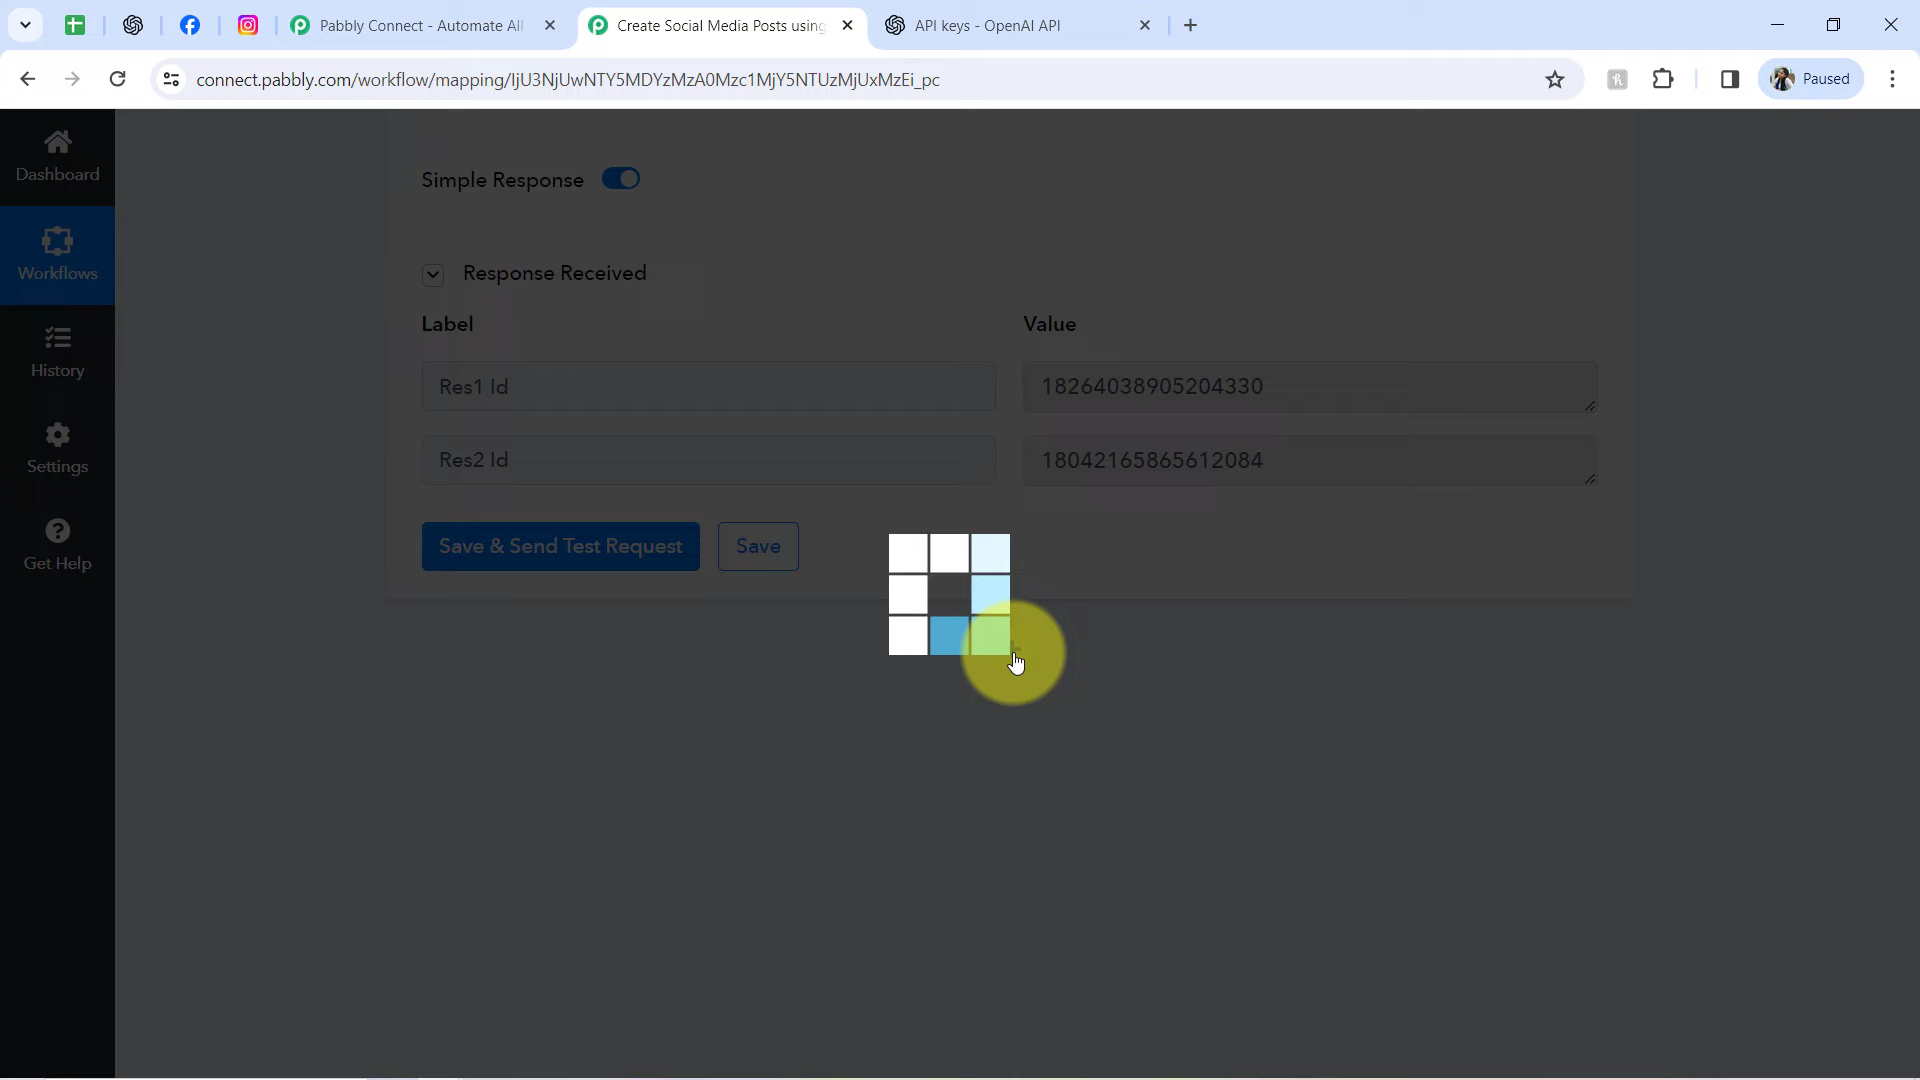 Pabbly Connect - Automate All
Create Social Media Posts using
API keys - OpenAI API
connect.pabbly.com/workflow/mapping/IjU3NjUwNTY5MDYzMzA0Mzc1MjY5NTUzMjUxMzEi_pc
Paused
Dashboard
Workflows
History
Settings
Get Help
Simple Response
Response Received
Label
Value
Res1 Id
18264038905204330
Res2 Id
18042165865612084
Save & Send Test Request
Save